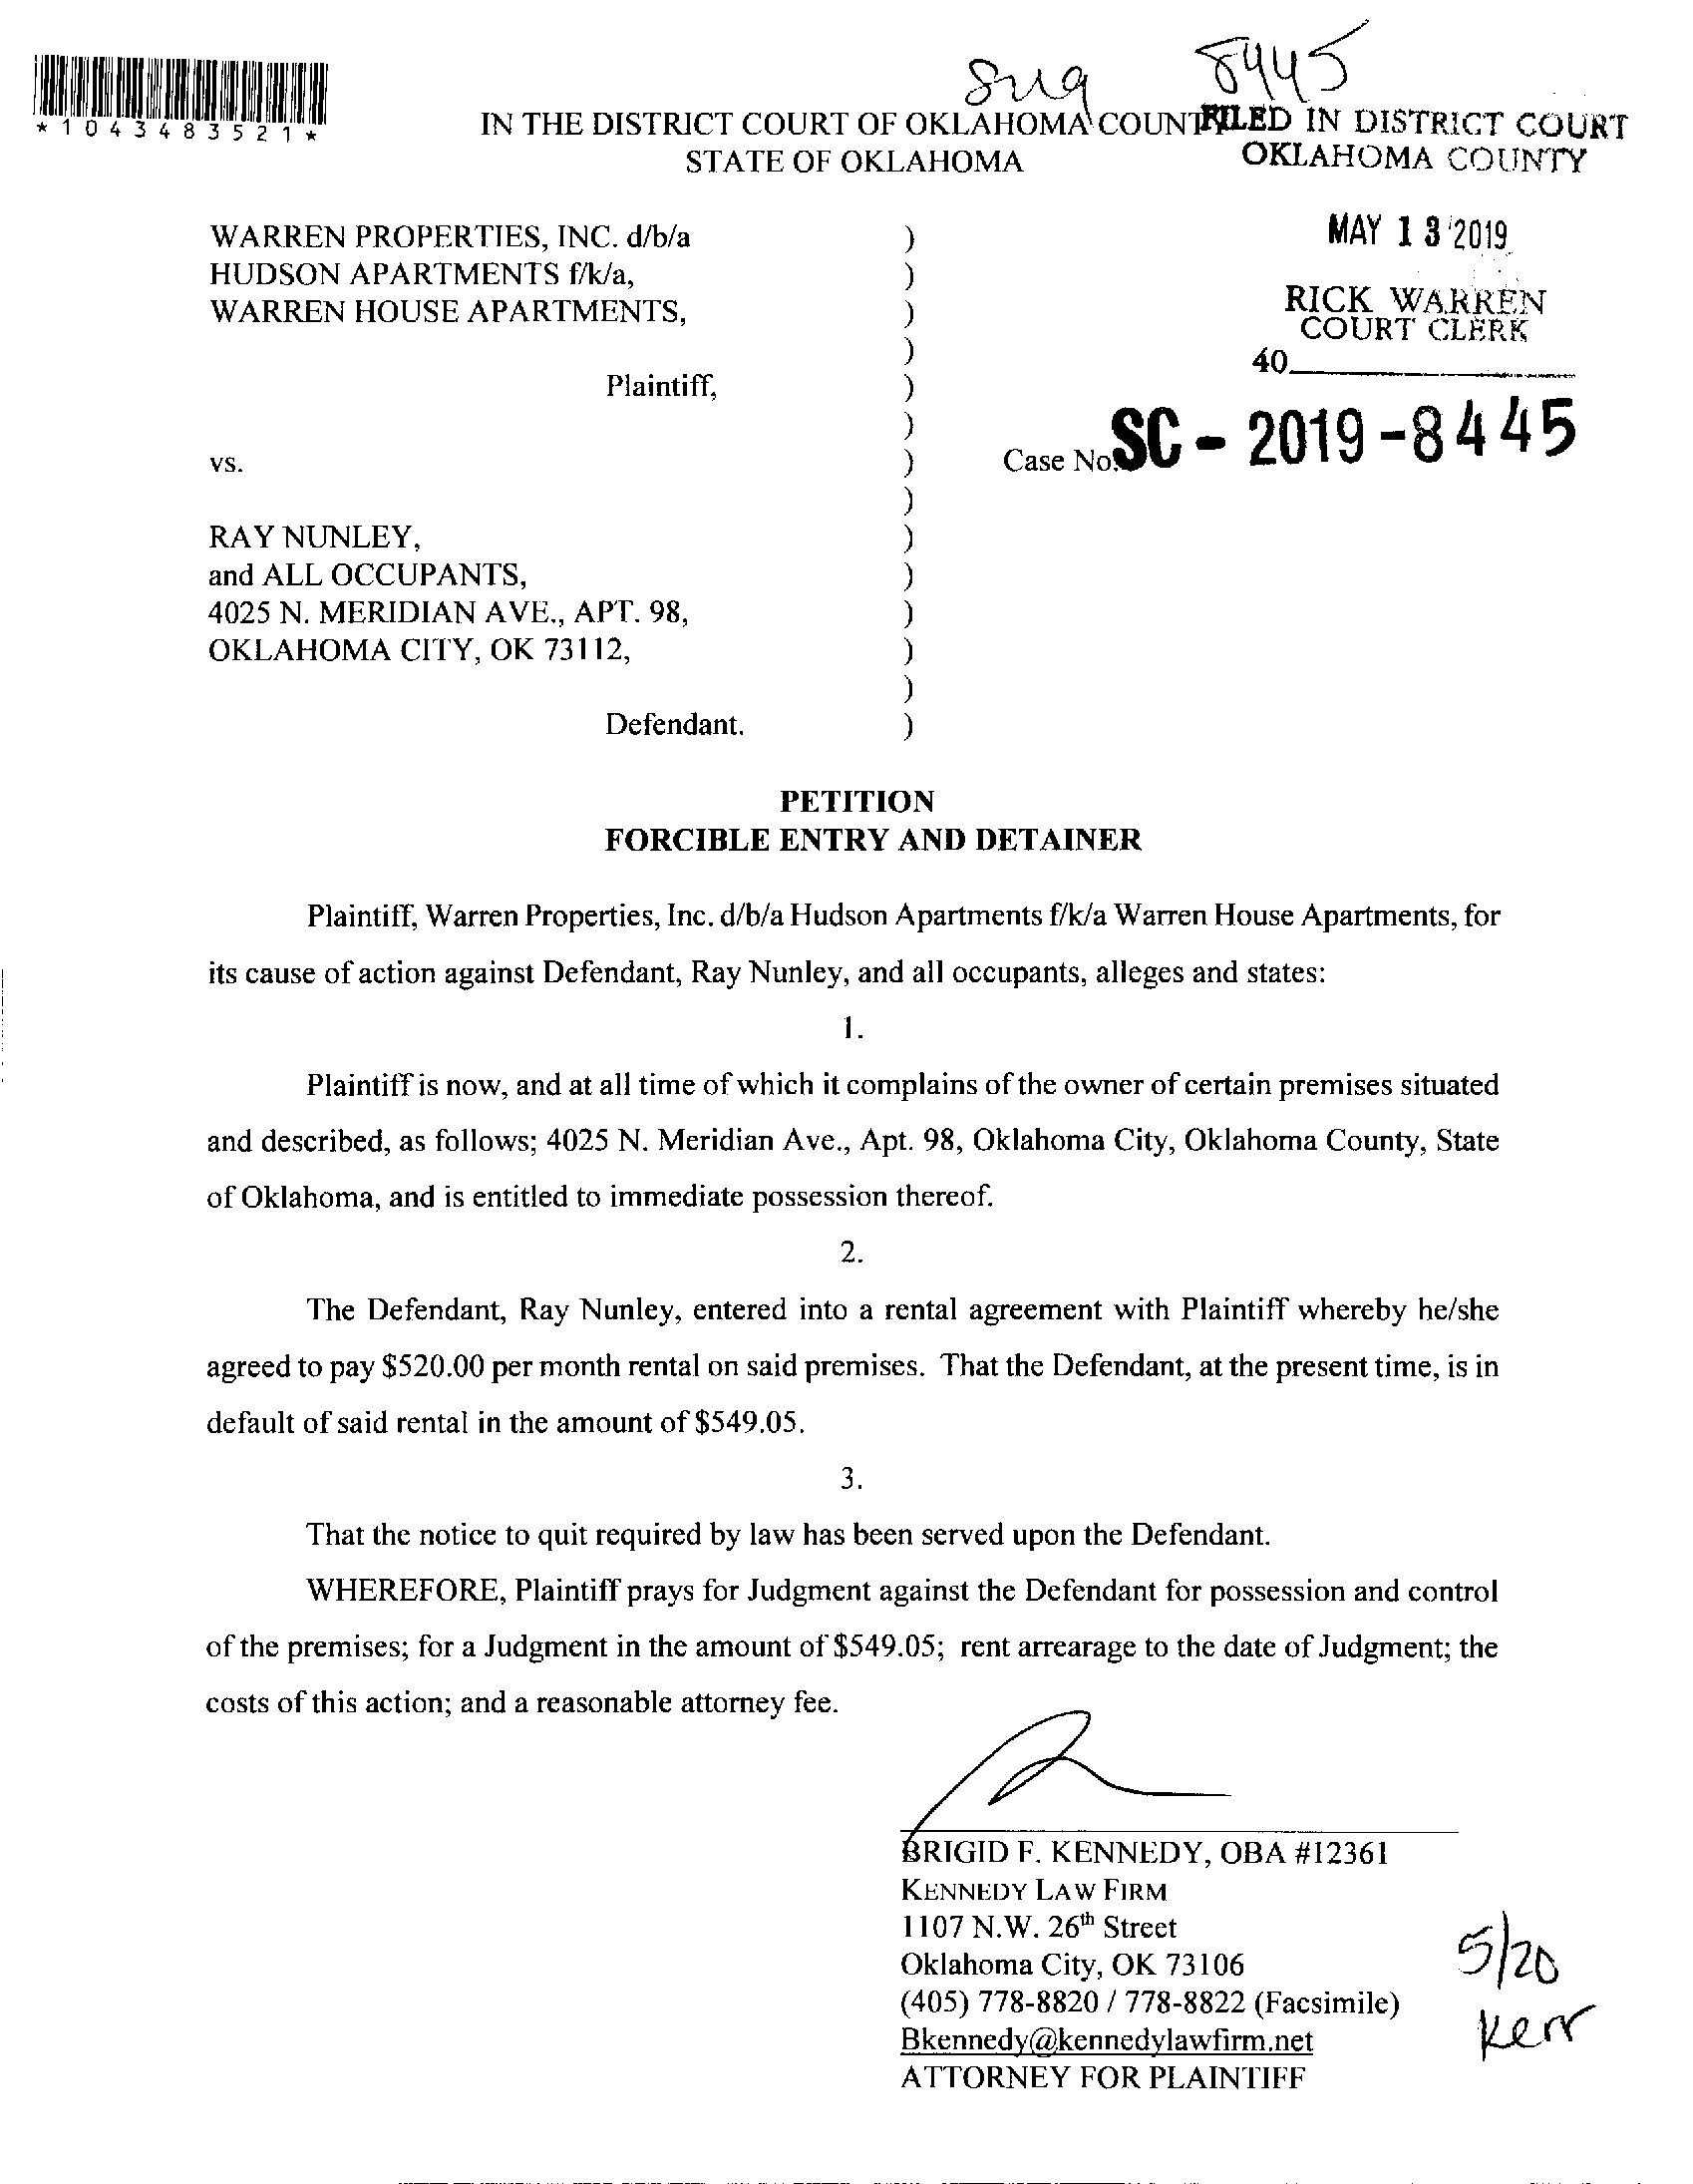 8445
*1043483521*
IN THE DISTRICT COURT OF OKLAHOMA COUNTY
STATE OF OKLAHOMA
FILED IN DISTRICT COURT
OKLAHOMA COUNTY
MAY 13 2019
RICK WARREN
COURT CLERK
40
WARREN PROPERTIES, INC. d/b/a )
HUDSON APARTMENTS f/k/a, )
WARREN HOUSE APARTMENTS, )
)
Plaintiff, )
)
vs. ) Case No. SC - 2019 - 8445
)
RAY NUNLEY, )
and ALL OCCUPANTS, )
4025 N. MERIDIAN AVE., APT. 98, )
OKLAHOMA CITY, OK 73112, )
)
Defendant. )
PETITION
FORCIBLE ENTRY AND DETAINER
Plaintiff, Warren Properties, Inc. d/b/a Hudson Apartments f/k/a Warren House Apartments, for
its cause of action against Defendant, Ray Nunley, and all occupants, alleges and states:
1.
Plaintiff is now, and at all time of which it complains of the owner of certain premises situated
and described, as follows; 4025 N. Meridian Ave., Apt. 98, Oklahoma City, Oklahoma County, State
of Oklahoma, and is entitled to immediate possession thereof.
2.
The Defendant, Ray Nunley, entered into a rental agreement with Plaintiff whereby he/she
agreed to pay $520.00 per month rental on said premises. That the Defendant, at the present time, is in
default of said rental in the amount of $549.05.
3.
That the notice to quit required by law has been served upon the Defendant.
WHEREFORE, Plaintiff prays for Judgment against the Defendant for possession and control
of the premises; for a Judgment in the amount of $549.05; rent arrearage to the date of Judgment; the
costs of this action; and a reasonable attorney fee.
BRIGID F. KENNEDY, OBA #12361
KENNEDY LAW FIRM
1107 N.W. 26th Street
Oklahoma City, OK 73106
(405) 778-8820 / 778-8822 (Facsimile)
Bkennedy@kennedylawfirm.net
ATTORNEY FOR PLAINTIFF
5/20
Kerr